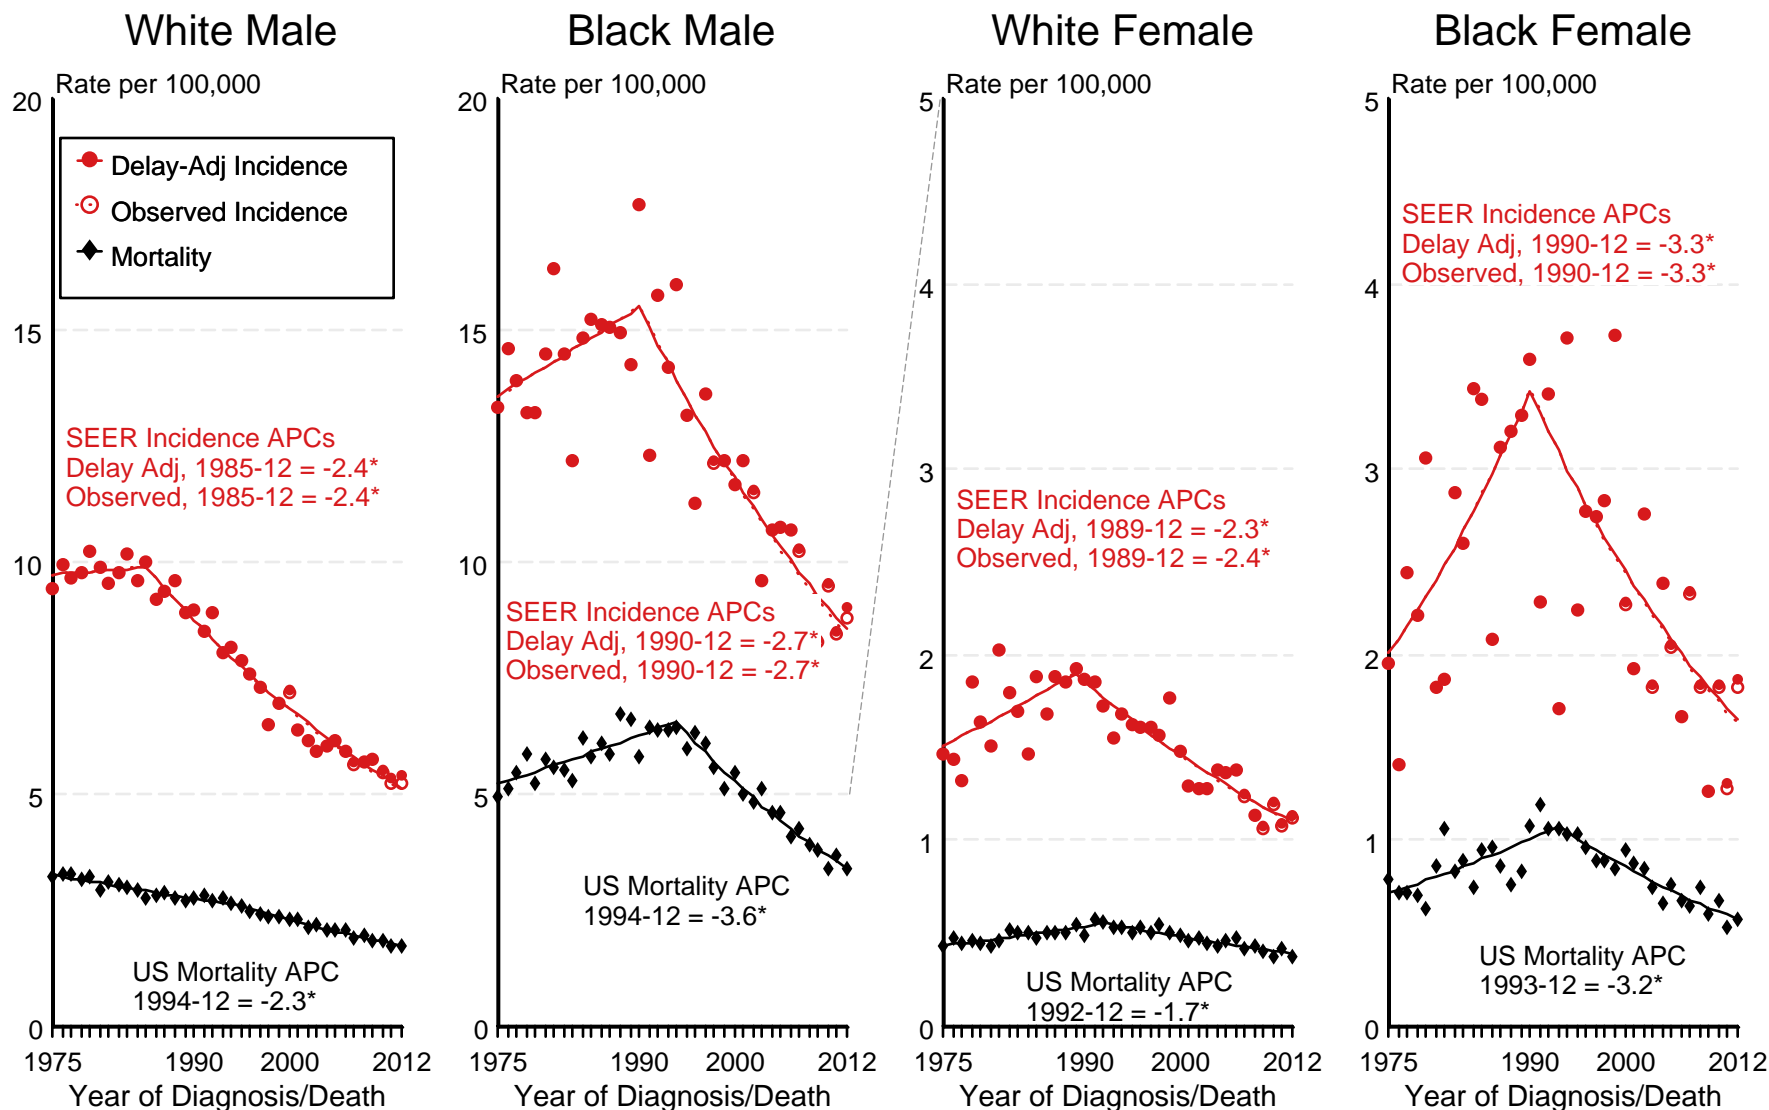 White Male
Rate per 100,000
20
15
10
5
0
Delay-Adj Incidence
Observed Incidence
Mortality
SEER Incidence APCs
Delay Adj, 1985-12 = -2.4*
Observed, 1985-12 = -2.4*
US Mortality APC
1994-12 = -2.3*
1975 1990 2000 2012
Year of Diagnosis/Death
Black Male
Rate per 100,000
20
15
10
5
0
SEER Incidence APCs
Delay Adj, 1990-12 = -2.7*
Observed, 1990-12 = -2.7*
US Mortality APC
1994-12 = -3.6*
1975 1990 2000 2012
Year of Diagnosis/Death
White Female
Rate per 100,000
5
4
3
2
1
0
SEER Incidence APCs
Delay Adj, 1989-12 = -2.3*
Observed, 1989-12 = -2.4*
US Mortality APC
1992-12 = -1.7*
1975 1990 2000 2012
Year of Diagnosis/Death
Black Female
Rate per 100,000
5
4
3
2
1
0
SEER Incidence APCs
Delay Adj, 1990-12 = -3.3*
Observed, 1990-12 = -3.3*
US Mortality APC
1993-12 = -3.2*
1975 1990 2000 2012
Year of Diagnosis/Death